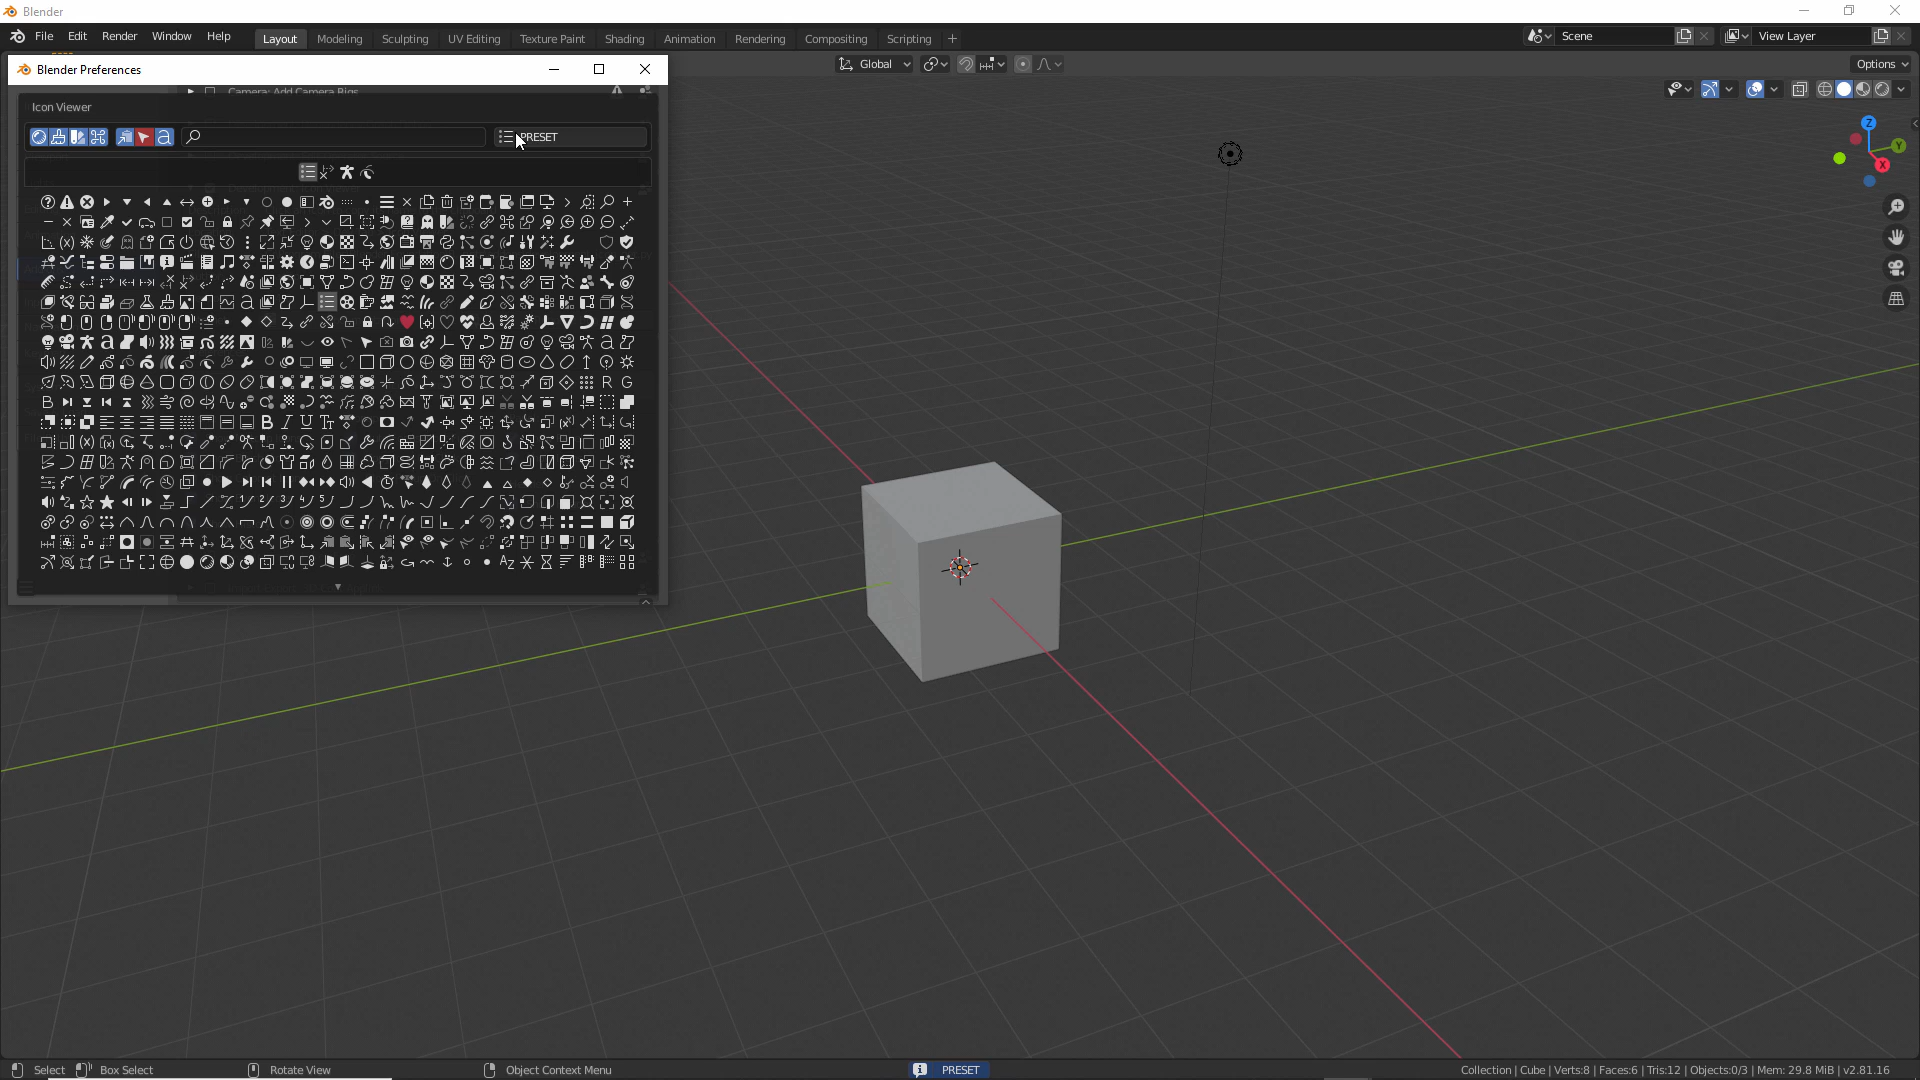 Blender
File Edit Render Window Help Layout Modeling Sculpting UV Editing Texture Paint Shading Animation Rendering Compositing Scripting + Scene View Layer
Blender Preferences
Global Options
Camera: Add Camera Rigs
Icon Viewer
PRESET
Z
Y
X
Select Box Select Rotate View Object Context Menu PRESET Collection | Cube | Verts:8 | Faces:6 | Tris:12 | Objects:0/3 | Mem: 29.8 MiB | v2.81.16